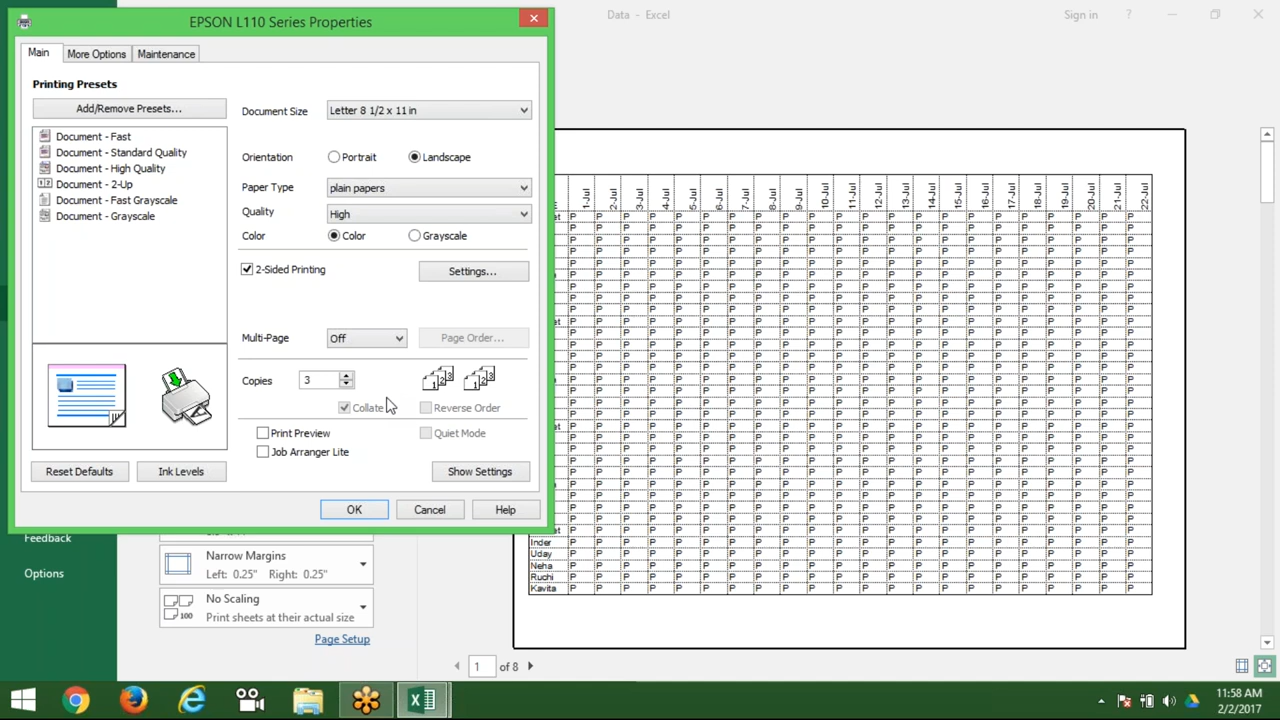 EPSON L110 Series Properties
Data - Excel
Sign in
?
Main
More Options
Maintenance
Printing Presets
Add/Remove Presets...
Document - Fast
Document - Standard Quality
Document - High Quality
Document - 2-Up
Document - Fast Grayscale
Document - Grayscale
Document Size
Letter 8 1/2 x 11 in
Orientation
Portrait
Landscape
Paper Type
plain papers
Quality
High
Color
Color
Grayscale
2-Sided Printing
Settings...
Multi-Page
Off
Page Order...
Copies
3
Collate
Reverse Order
Print Preview
Quiet Mode
Job Arranger Lite
Reset Defaults
Ink Levels
Show Settings
OK
Cancel
Help
Feedback
Options
Narrow Margins
Left: 0.25" Right: 0.25"
No Scaling
Print sheets at their actual size
100
Page Setup
1-Jul 2-Jul 3-Jul 4-Jul 5-Jul 6-Jul 7-Jul 8-Jul 9-Jul 10-Jul 11-Jul 12-Jul 13-Jul 14-Jul 15-Jul 16-Jul 17-Jul 18-Jul 19-Jul 20-Jul 21-Jul 22-Jul
Inder P P P P P P P P P P P P P P P P P P P P P P
Uday P P P P P P P P P P P P P P P P P P P P P P
Neha P P P P P P P P P P P P P P P P P P P P P P
Ruchi P P P P P P P P P P P P P P P P P P P P P P
Kavita P P P P P P P P P P P P P P P P P P P P P P
1 of 8
11:58 AM
2/2/2017